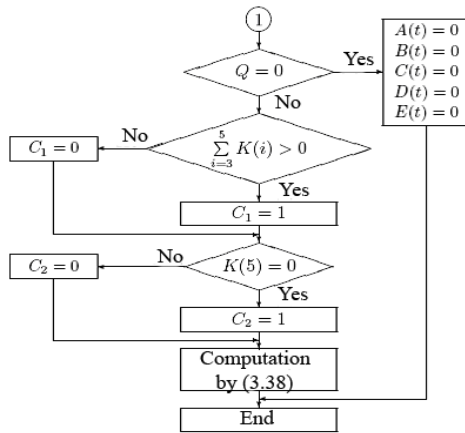 1
Q = 0
Yes
A(t) = 0
B(t) = 0
C(t) = 0
D(t) = 0
E(t) = 0
No
No
C₁ = 0
5
∑ K(i) > 0
i=3
Yes
C₁ = 1
No
C₂ = 0
K(5) = 0
Yes
C₂ = 1
Computation
by (3.38)
End